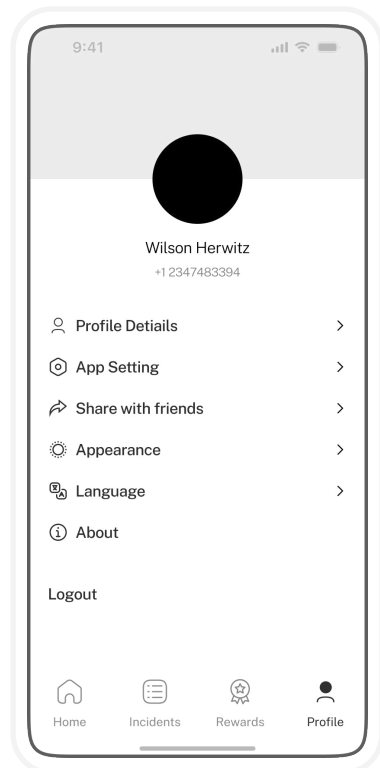 9:41
Wilson Herwitz
+1 2347483394
Profile Detiails
App Setting
Share with friends
Appearance
Language
About
Logout
Home Incidents Rewards Profile